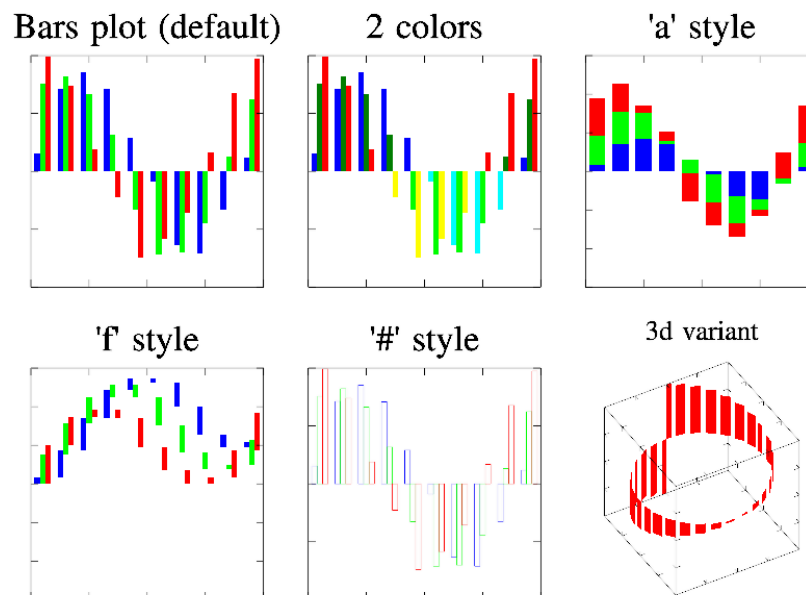 Bars plot (default)
2 colors
'a' style
'f' style
'#' style
3d variant